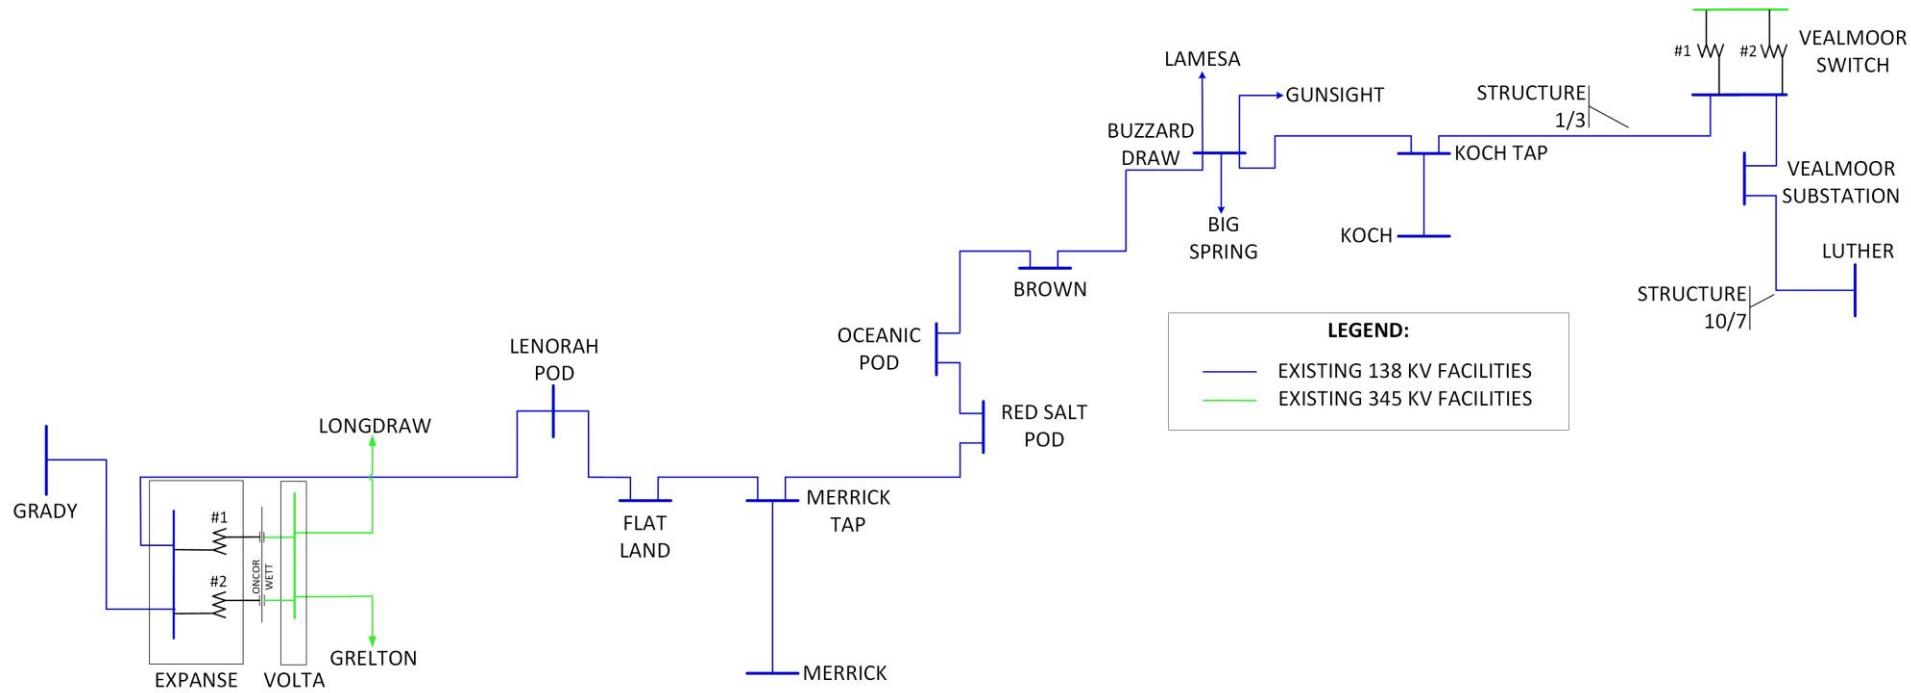 #1
#2
VEALMOOR
SWITCH
LAMESA
GUNSIGHT
STRUCTURE
1/3
BUZZARD
DRAW
KOCH TAP
VEALMOOR
SUBSTATION
BIG
SPRING
KOCH
LUTHER
BROWN
STRUCTURE
10/7
OCEANIC
POD
LEGEND:
EXISTING 138 KV FACILITIES
EXISTING 345 KV FACILITIES
LENORAH
POD
RED SALT
POD
LONGDRAW
GRADY
MERRICK
TAP
FLAT
LAND
#1
#2
ONCOR
WETT
GRELTON
EXPANSE
VOLTA
MERRICK